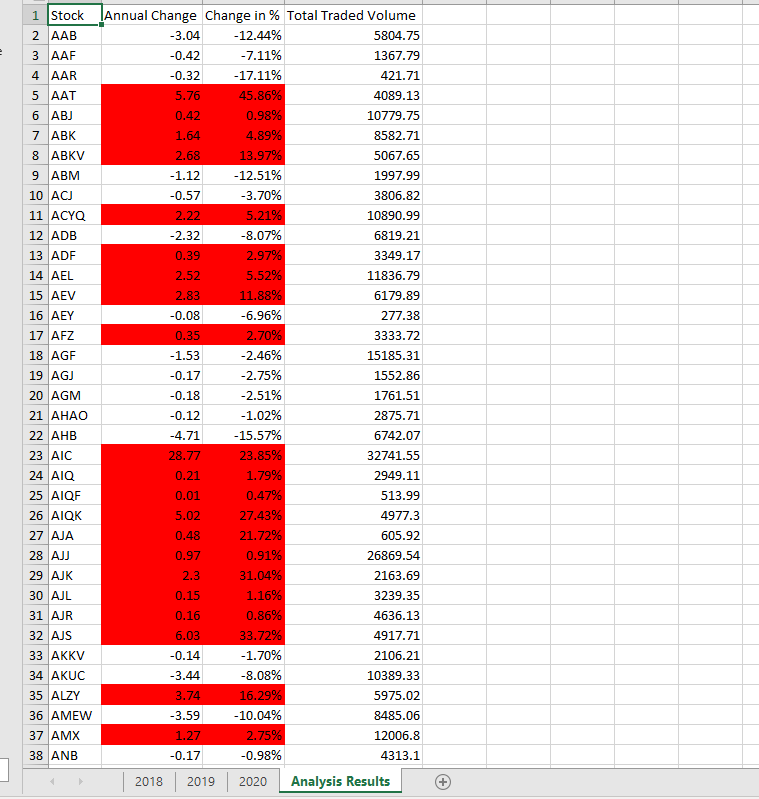 1 Stock Annual Change Change in % Total Traded Volume
2 AAB -3.04 -12.44% 5804.75
3 AAF -0.42 -7.11% 1367.79
4 AAR -0.32 -17.11% 421.71
5 AAT 5.76 45.86% 4089.13
6 ABJ 0.42 0.98% 10779.75
7 ABK 1.64 4.89% 8582.71
8 ABKV 2.68 13.97% 5067.65
9 ABM -1.12 -12.51% 1997.99
10 ACJ -0.57 -3.70% 3806.82
11 ACYQ 2.22 5.21% 10890.99
12 ADB -2.32 -8.07% 6819.21
13 ADF 0.39 2.97% 3349.17
14 AEL 2.52 5.52% 11836.79
15 AEV 2.83 11.88% 6179.89
16 AEY -0.08 -6.96% 277.38
17 AFZ 0.35 2.70% 3333.72
18 AGF -1.53 -2.46% 15185.31
19 AGJ -0.17 -2.75% 1552.86
20 AGM -0.18 -2.51% 1761.51
21 AHAO -0.12 -1.02% 2875.71
22 AHB -4.71 -15.57% 6742.07
23 AIC 28.77 23.85% 32741.55
24 AIQ 0.21 1.79% 2949.11
25 AIQF 0.01 0.47% 513.99
26 AIQK 5.02 27.43% 4977.3
27 AJA 0.48 21.72% 605.92
28 AJJ 0.97 0.91% 26869.54
29 AJK 2.3 31.04% 2163.69
30 AJL 0.15 1.16% 3239.35
31 AJR 0.16 0.86% 4636.13
32 AJS 6.03 33.72% 4917.71
33 AKKV -0.14 -1.70% 2106.21
34 AKUC -3.44 -8.08% 10389.33
35 ALZY 3.74 16.29% 5975.02
36 AMEW -3.59 -10.04% 8485.06
37 AMX 1.27 2.75% 12006.8
38 ANB -0.17 -0.98% 4313.1
2018 2019 2020 Analysis Results